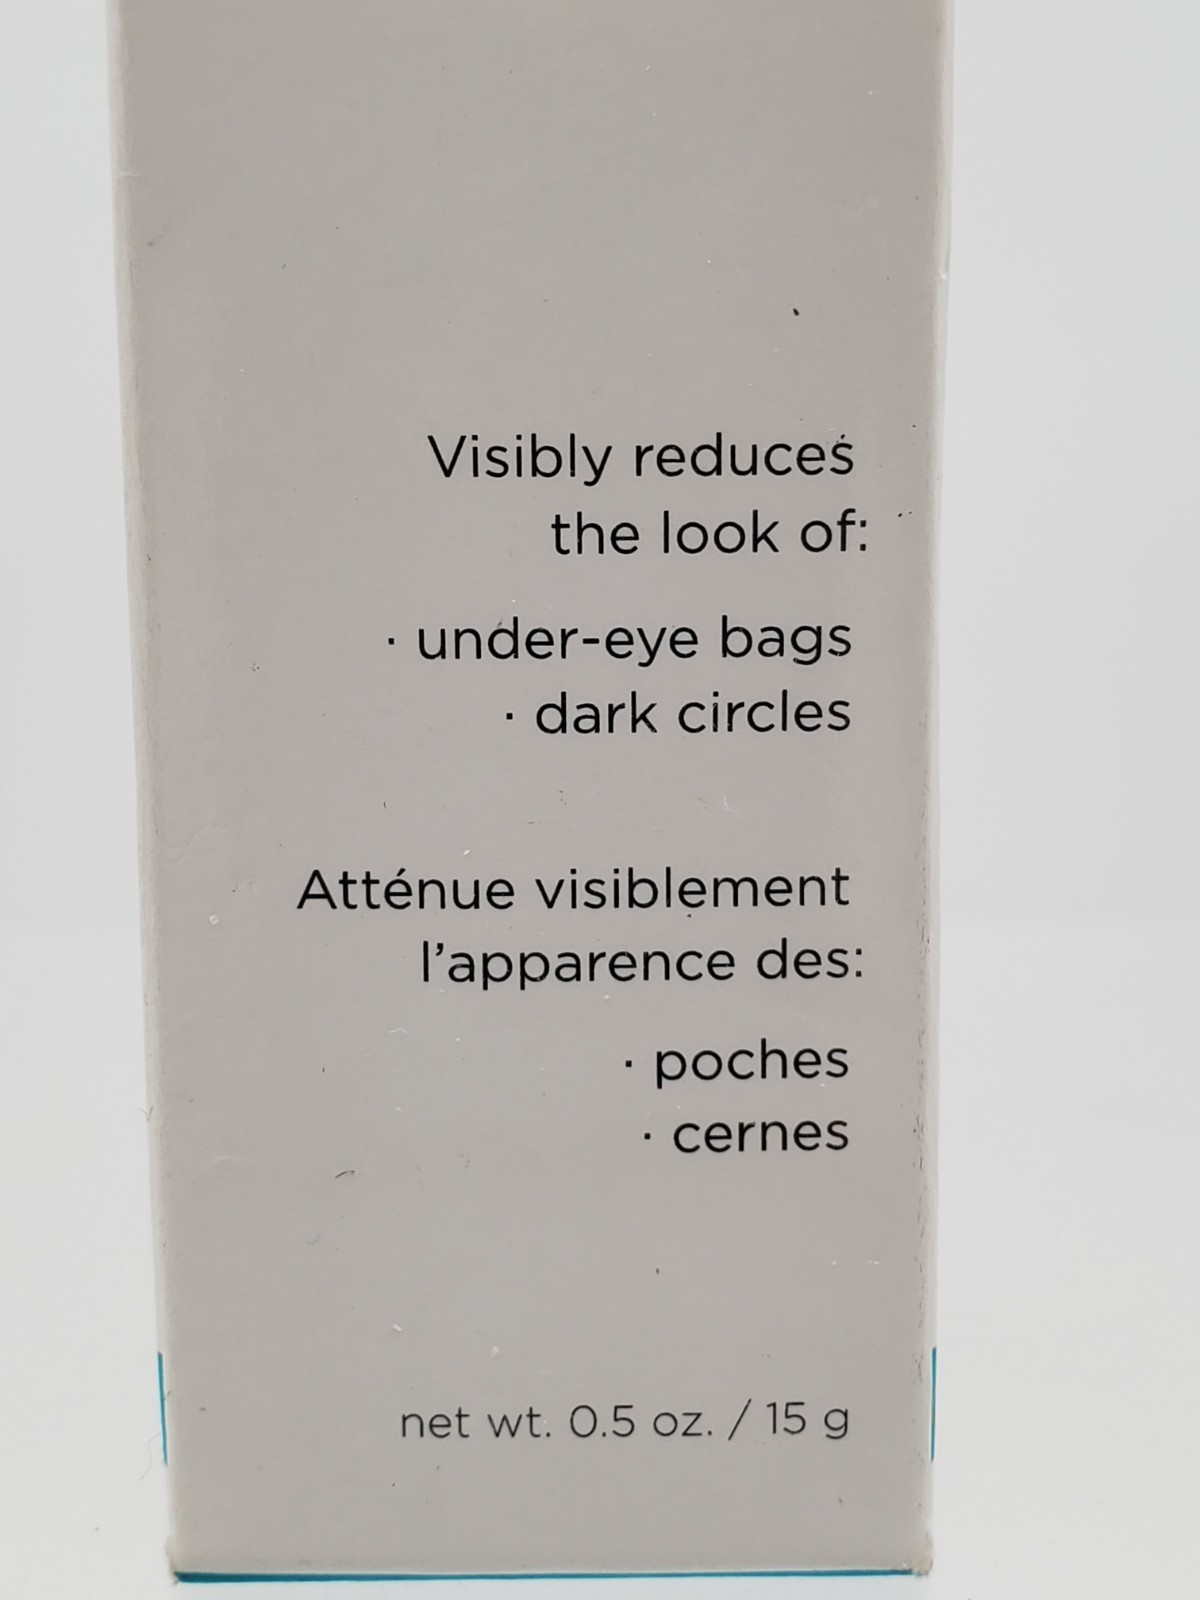 Visibly reduces
the look of:
· under-eye bags
· dark circles
Atténue visiblement
l’apparence des:
· poches
· cernes
net wt. 0.5 oz. / 15 g